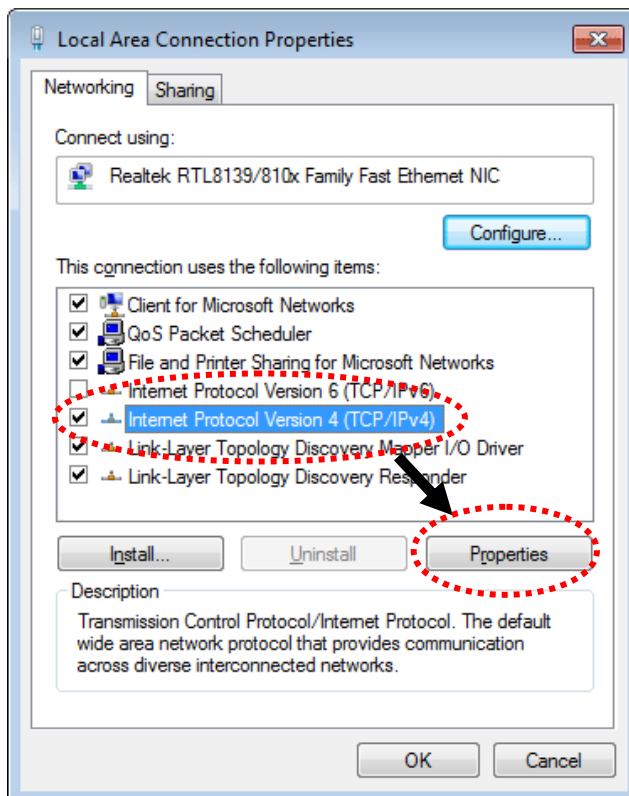 Local Area Connection Properties
Networking
Sharing
Connect using:
Realtek RTL8139/810x Family Fast Ethernet NIC
Configure...
This connection uses the following items:
Client for Microsoft Networks
QoS Packet Scheduler
File and Printer Sharing for Microsoft Networks
Internet Protocol Version 6 (TCP/IPv6)
Internet Protocol Version 4 (TCP/IPv4)
Link-Layer Topology Discovery Mapper I/O Driver
Link-Layer Topology Discovery Responder
Install...
Uninstall
Properties
Description
Transmission Control Protocol/Internet Protocol. The default
wide area network protocol that provides communication
across diverse interconnected networks.
OK
Cancel